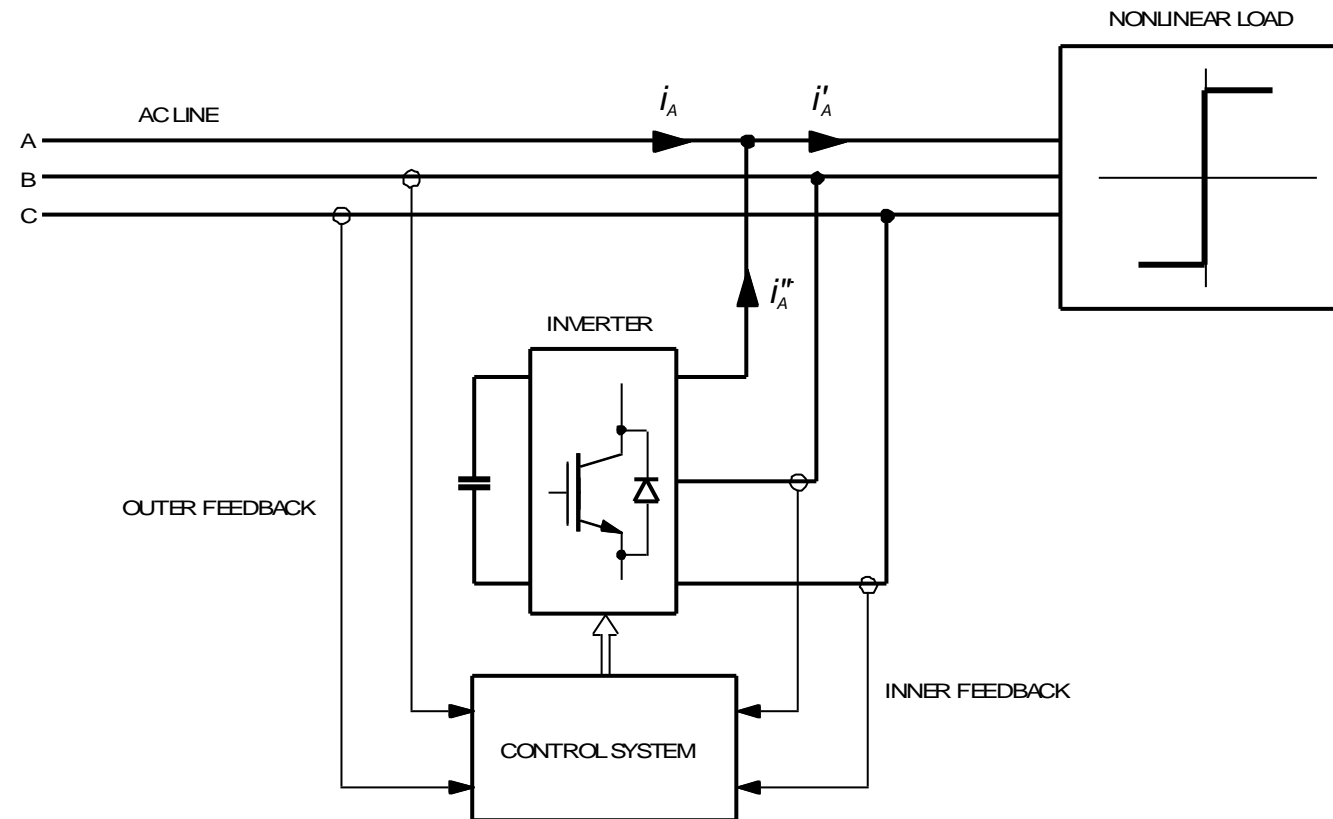 NONLINEAR LOAD
AC LINE
i_A
i'_A
A
B
C
i''_A
INVERTER
OUTER FEEDBACK
INNER FEEDBACK
CONTROL SYSTEM